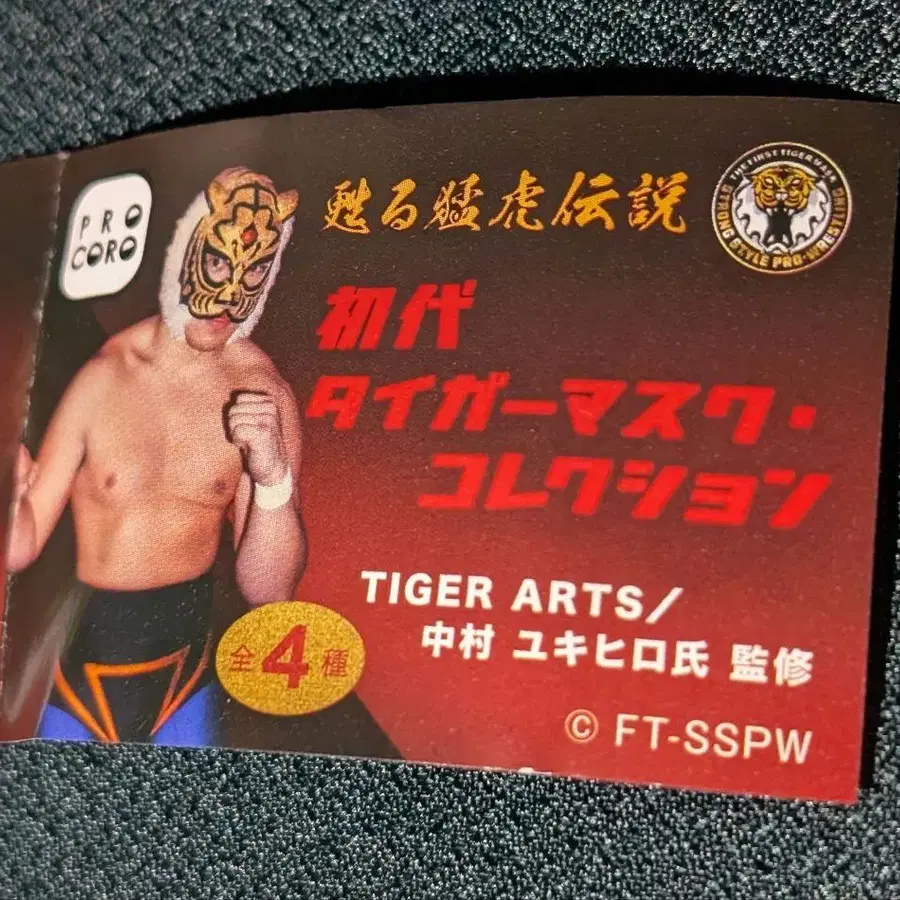 PRO
CORO
甦る猛虎伝説
THE FIRST TIGERMASK
STRONG STYLE PRO-WRESTLING
初代
タイガーマスク・
コレクション
TIGER ARTS/
中村 ユキヒロ氏 監修
全4種
© FT-SSPW